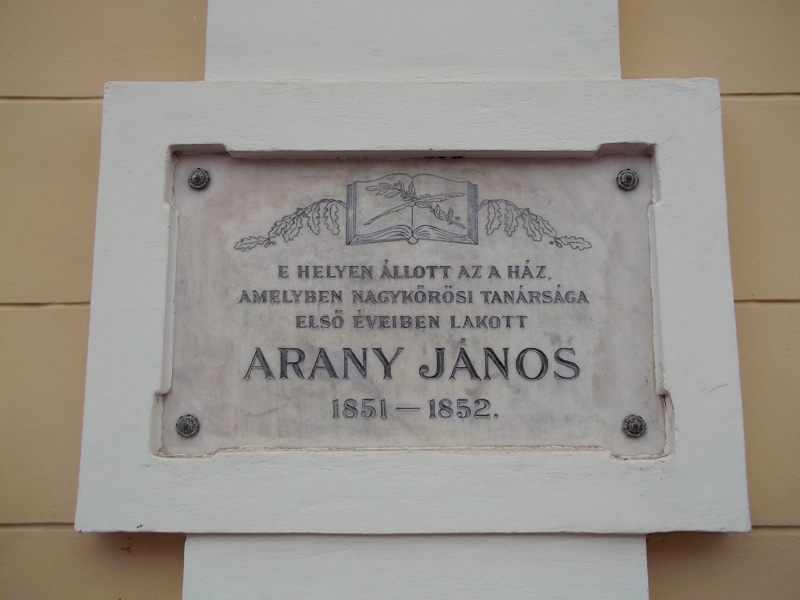 E HELYEN ÁLLOTT AZ A HÁZ,
AMELYBEN NAGYKŐRÖSI TANÁRSÁGA
ELSŐ ÉVEIBEN LAKOTT
ARANY JÁNOS
1851 – 1852.